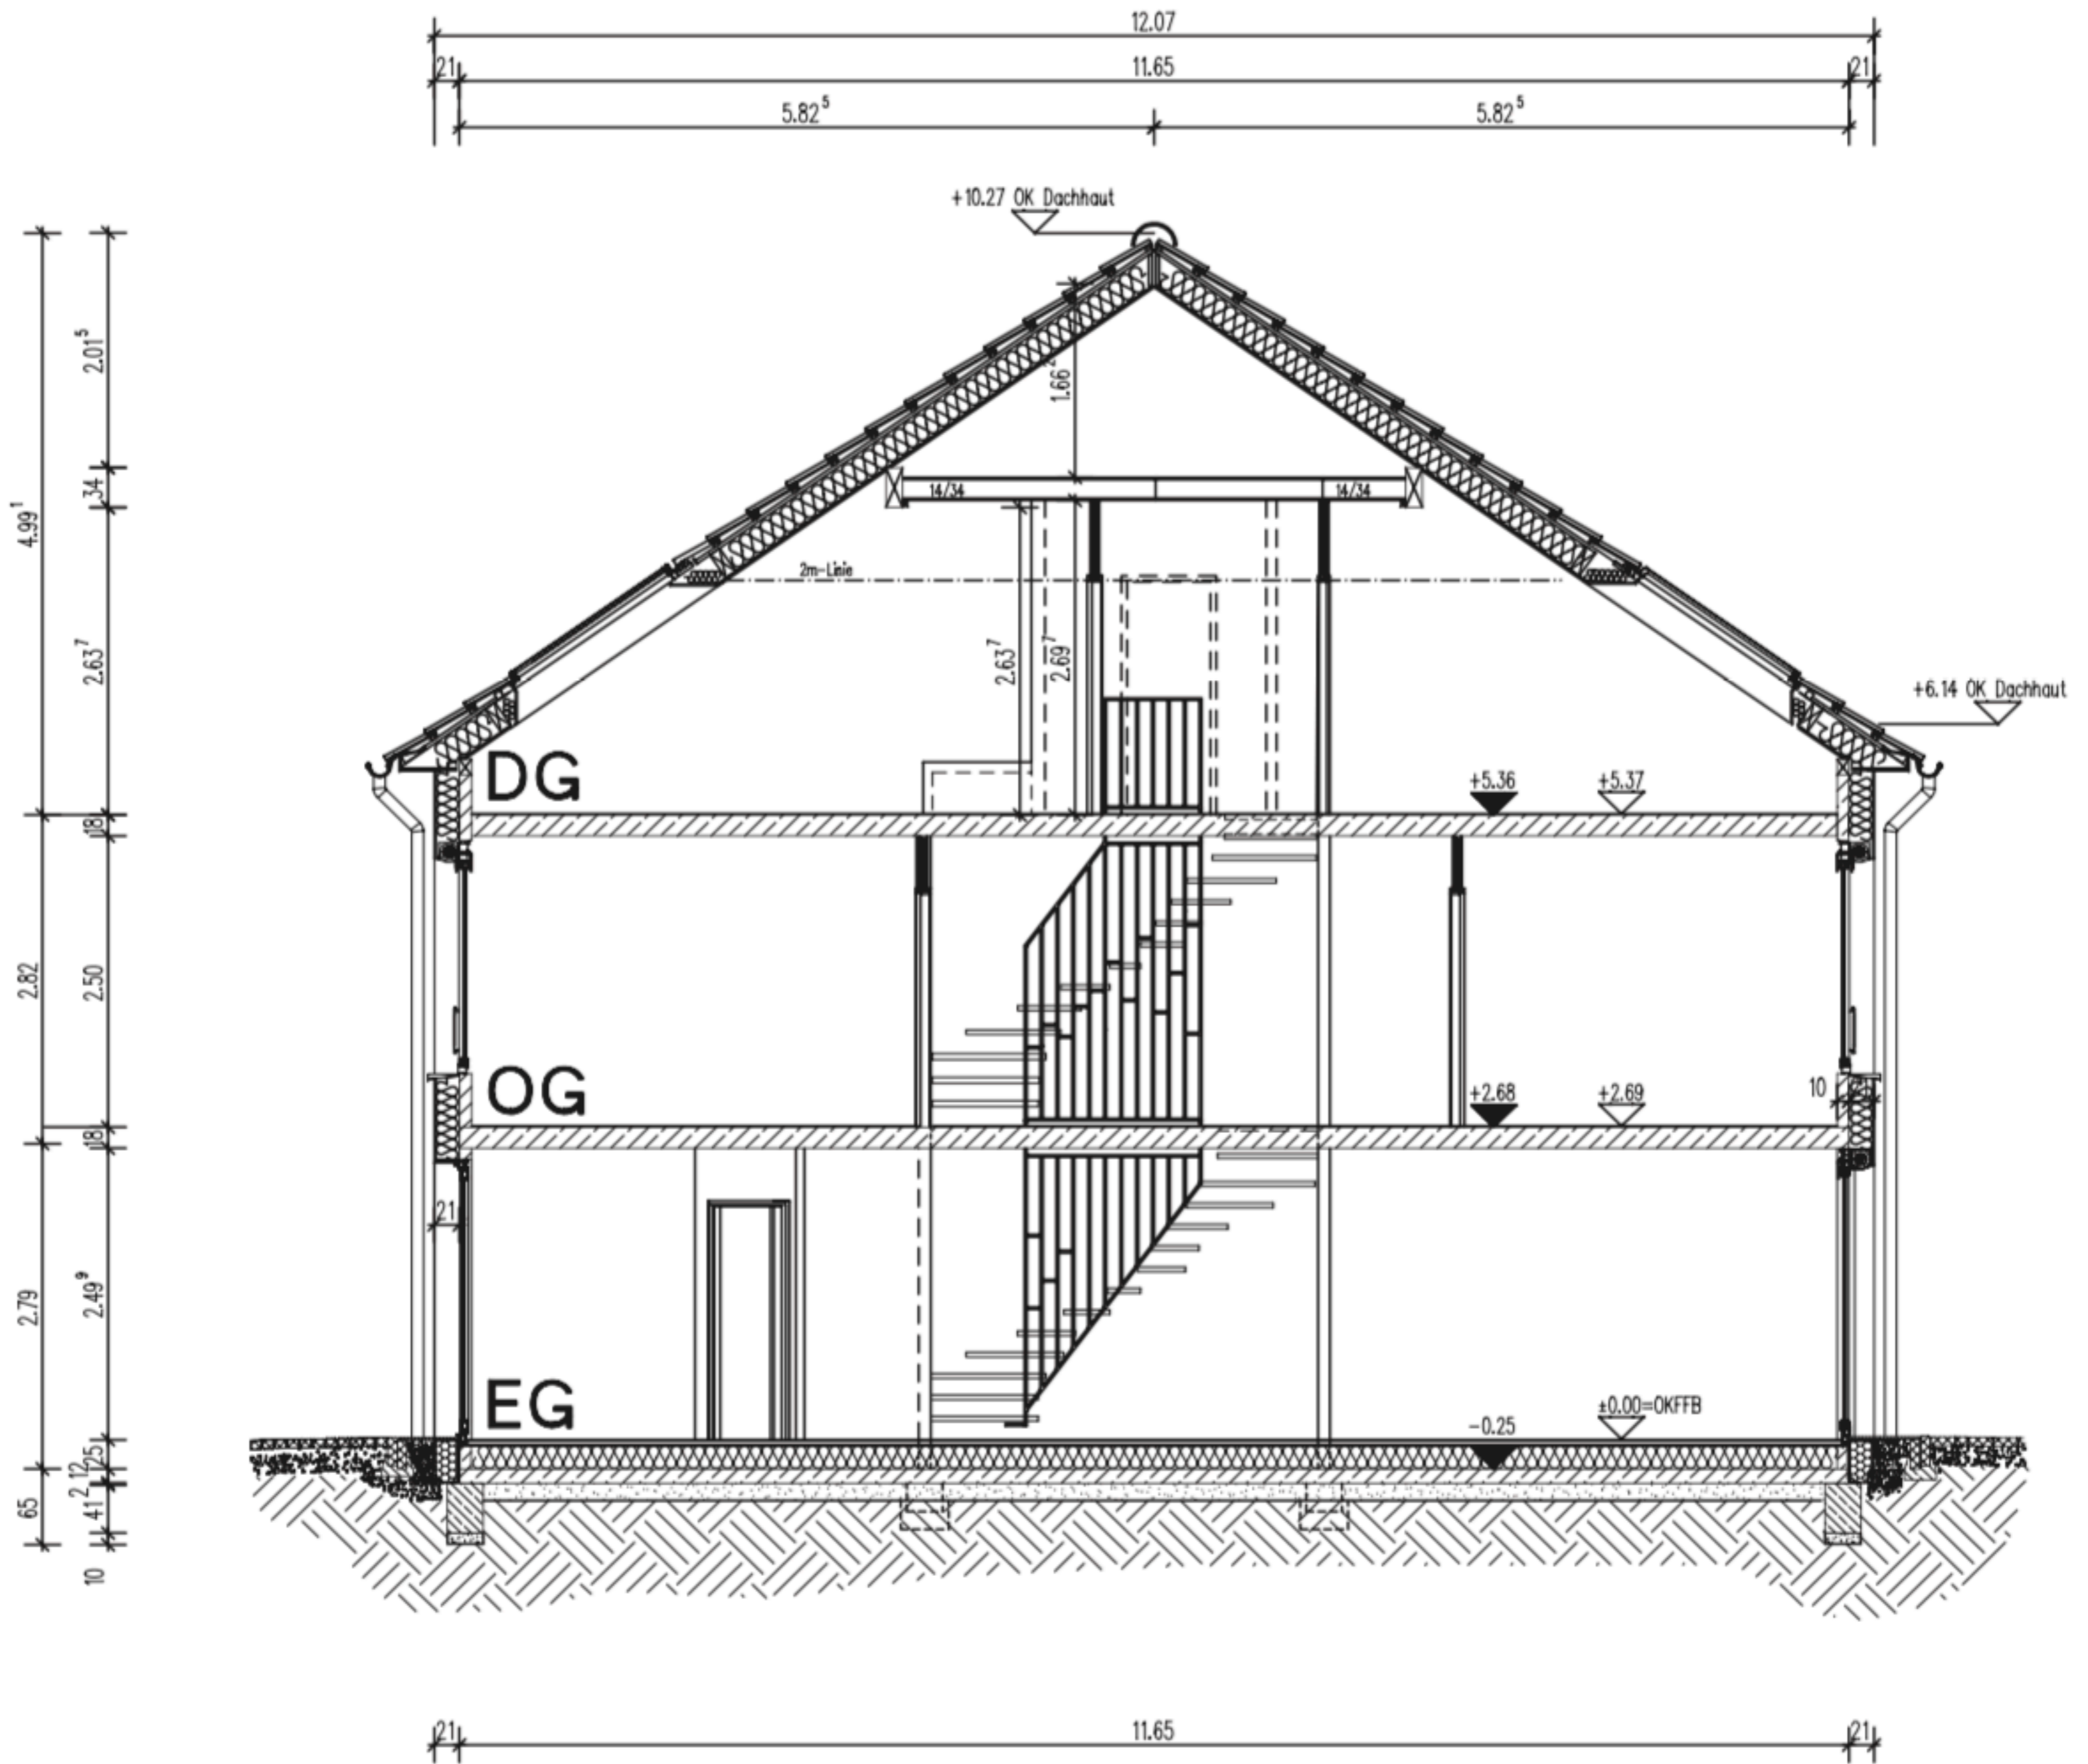 12.07
21 11.65 21
5.82⁵ 5.82⁵
+10.27 OK Dachhaut
2.01⁵
1.66²
34
14/34 14/34
4.99¹
2m-Linie
2.63⁷
2.63⁷ 2.69⁷
+6.14 OK Dachhaut
DG
+5.36 +5.37
18
2.82
2.50
OG
+2.68 +2.69
10
18
21
2.79
2.49⁹
EG
±0.00=OKFFB
-0.25
25
12
2
65
41
10
21 11.65 21